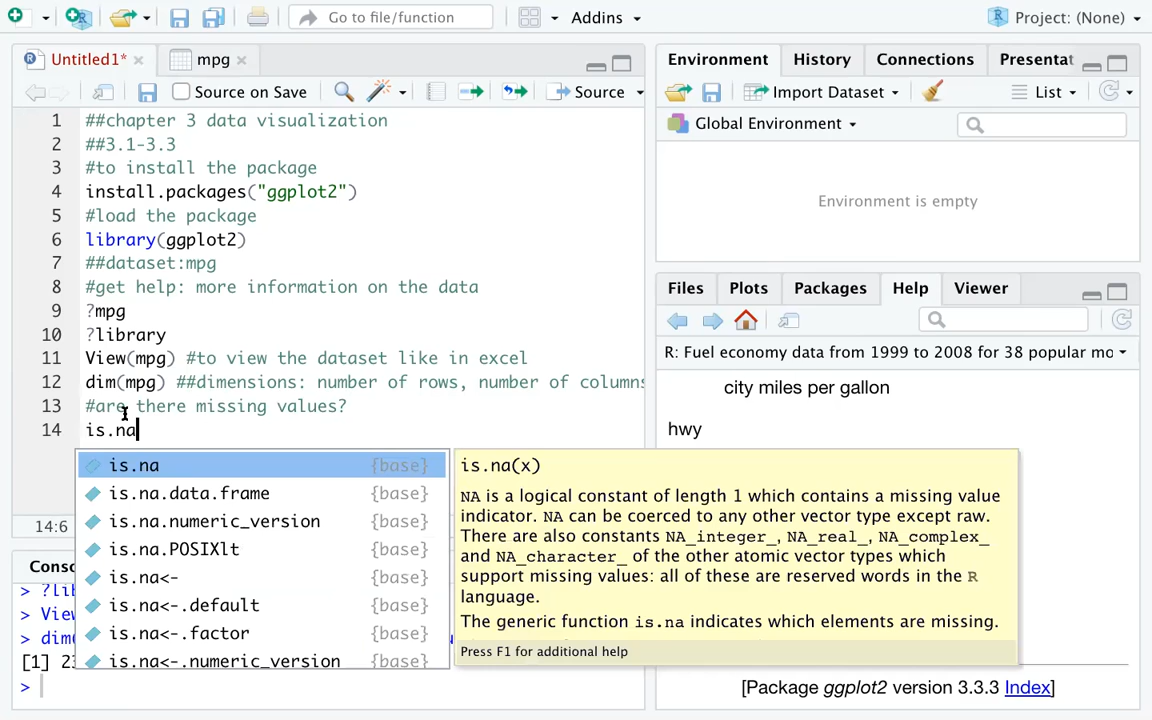 Go to file/function
Addins
Project: (None)
Untitled1*
mpg
Source on Save
Source
1 ##chapter 3 data visualization
2 ##3.1-3.3
3 #to install the package
4 install.packages("ggplot2")
5 #load the package
6 library(ggplot2)
7 ##dataset:mpg
8 #get help: more information on the data
9 ?mpg
10 ?library
11 View(mpg) #to view the dataset like in excel
12 dim(mpg) ##dimensions: number of rows, number of columns
13 #are there missing values?
14 is.na
is.na {base}
is.na.data.frame {base}
is.na.numeric_version {base}
is.na.POSIXlt {base}
is.na<- {base}
is.na<-.default {base}
is.na<-.factor {base}
is.na<-.numeric_version {base}
is.na(x)
NA is a logical constant of length 1 which contains a missing value
indicator. NA can be coerced to any other vector type except raw.
There are also constants NA_integer_, NA_real_, NA_complex_
and NA_character_ of the other atomic vector types which
support missing values: all of these are reserved words in the R
language.
The generic function is.na indicates which elements are missing.
Press F1 for additional help
14:6
Conso
> ?lib
> View
> dim
[1] 23
>
Environment
History
Connections
Presentat
Import Dataset
List
Global Environment
Environment is empty
Files
Plots
Packages
Help
Viewer
R: Fuel economy data from 1999 to 2008 for 38 popular mo
city miles per gallon
hwy
[Package ggplot2 version 3.3.3 Index]